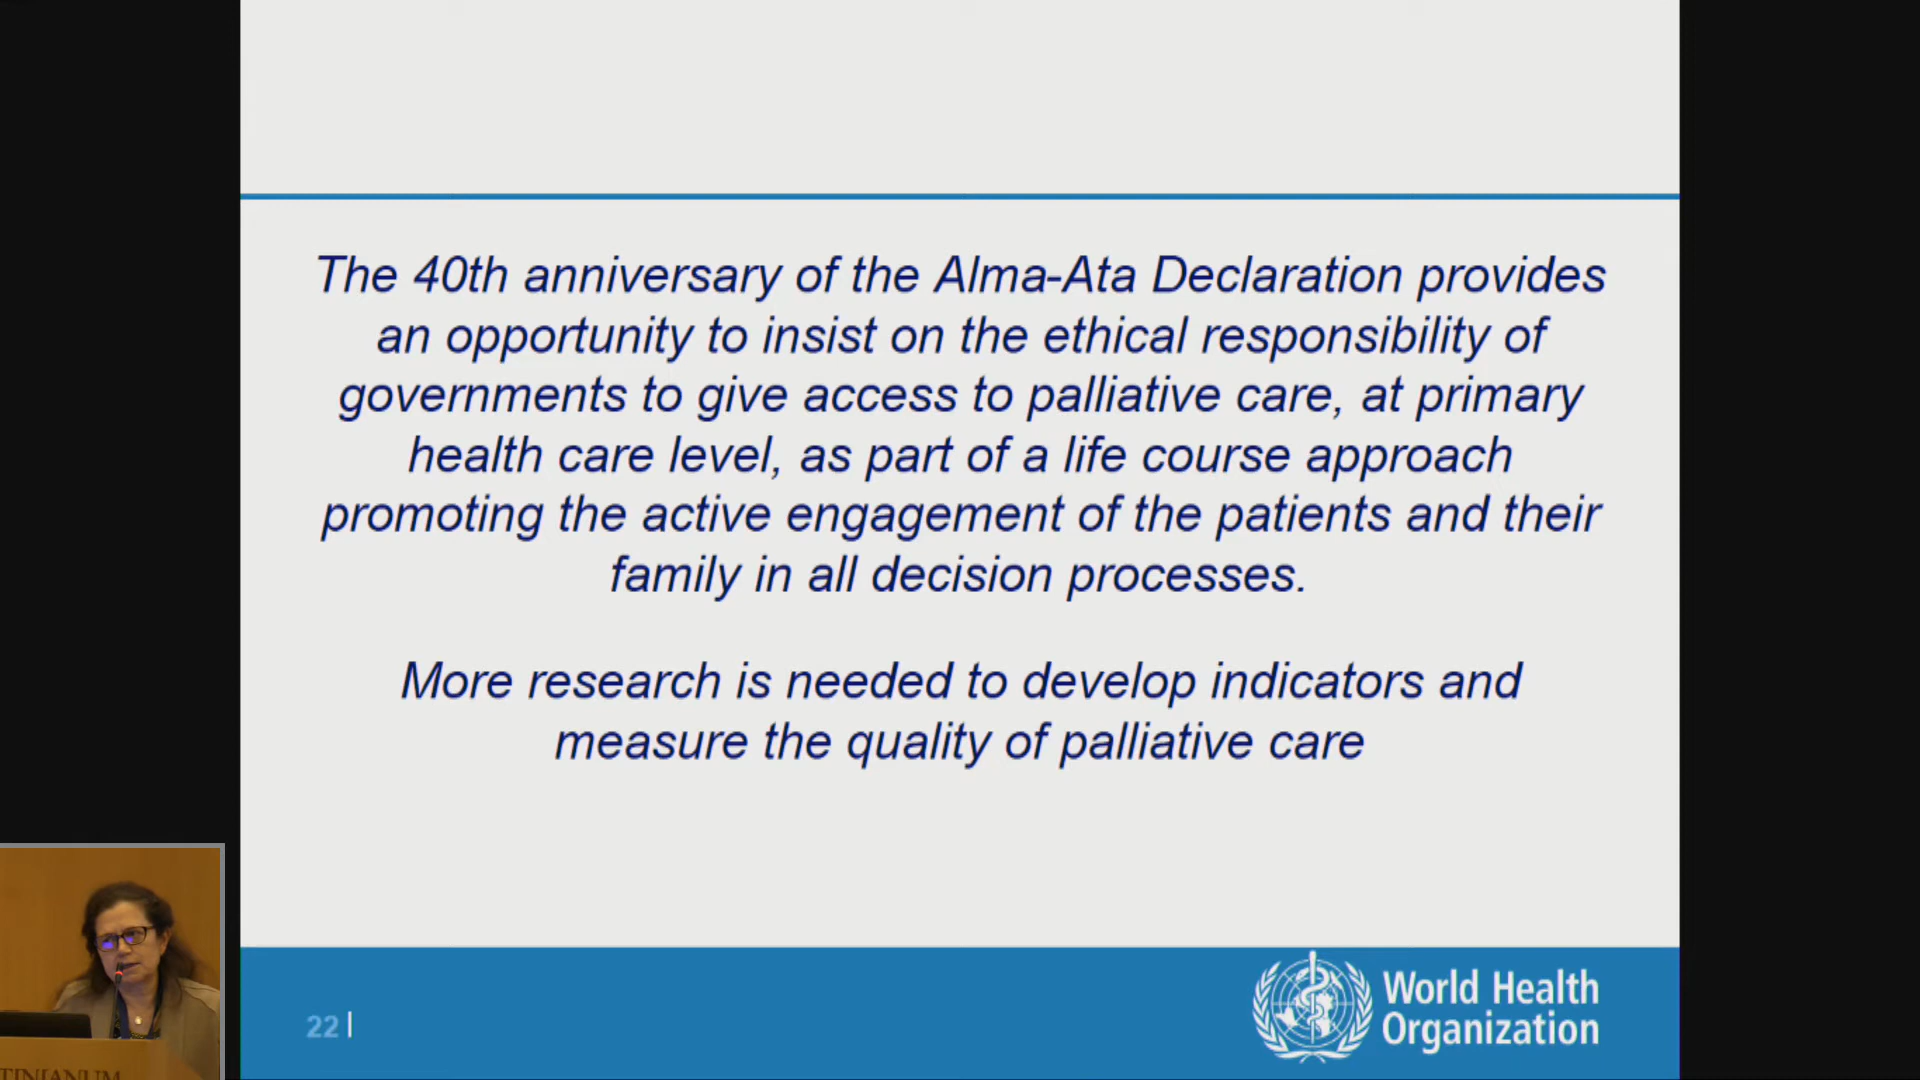 The 40th anniversary of the Alma-Ata Declaration provides
an opportunity to insist on the ethical responsibility of
governments to give access to palliative care, at primary
health care level, as part of a life course approach
promoting the active engagement of the patients and their
family in all decision processes.
More research is needed to develop indicators and
measure the quality of palliative care
22
World Health
Organization
TINIANUM